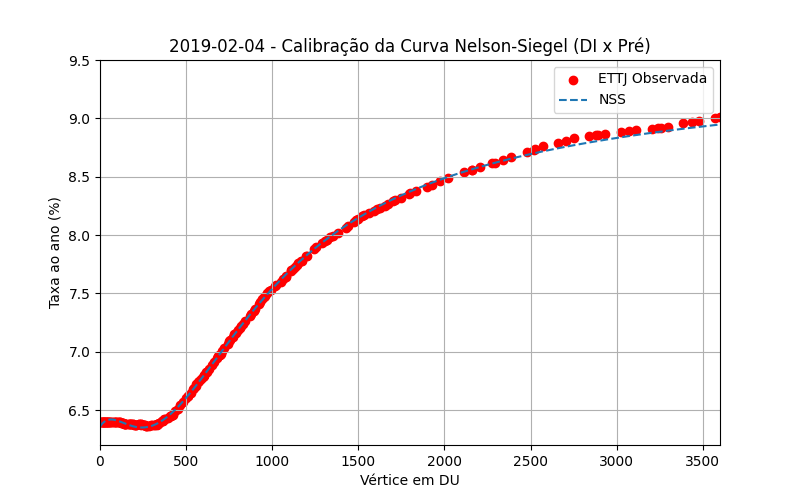 2019-02-04 - Calibração da Curva Nelson-Siegel (DI x Pré)
ETTJ Observada
NSS
Taxa ao ano (%)
9.5
9.0
8.5
8.0
7.5
7.0
6.5
0 500 1000 1500 2000 2500 3000 3500
Vértice em DU